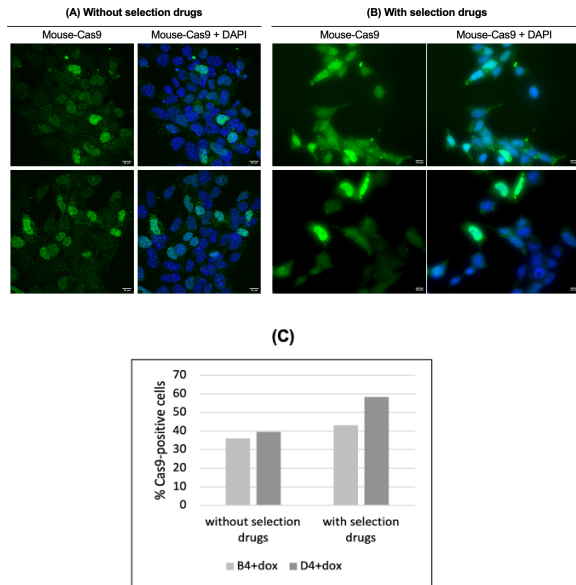 (A) Without selection drugs
(B) With selection drugs
Mouse-Cas9
Mouse-Cas9 + DAPI
Mouse-Cas9
Mouse-Cas9 + DAPI
(C)
% Cas9-positive cells
70
60
50
40
30
20
10
0
without selection
drugs
with selection
drugs
B4+dox
D4+dox